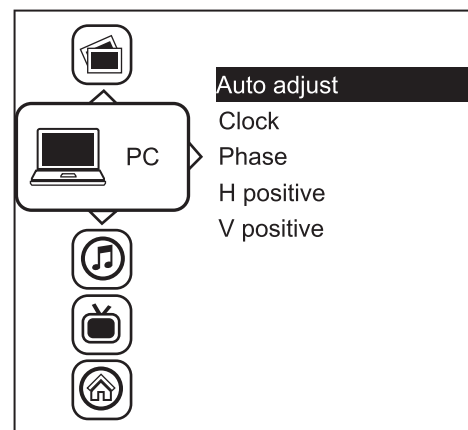 Auto adjust
Clock
PC
Phase
H positive
V positive